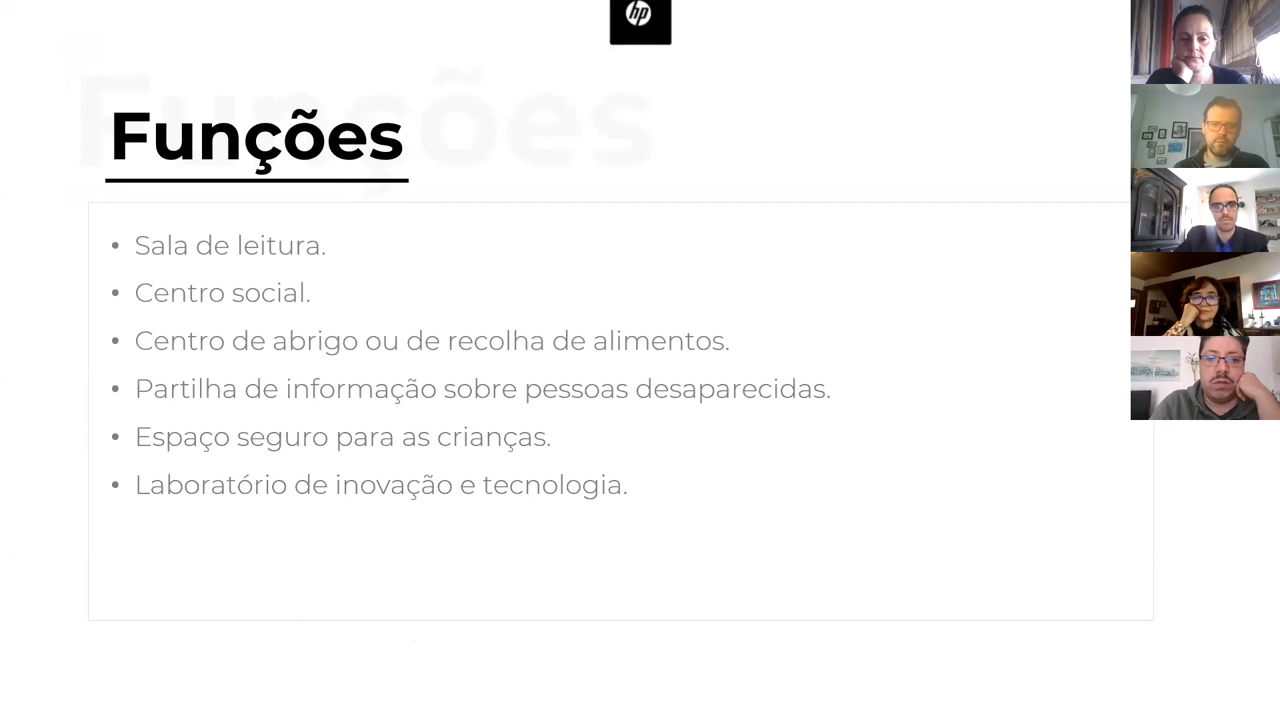 hp
Funções
• Sala de leitura.
• Centro social.
• Centro de abrigo ou de recolha de alimentos.
• Partilha de informação sobre pessoas desaparecidas.
• Espaço seguro para as crianças.
• Laboratório de inovação e tecnologia.